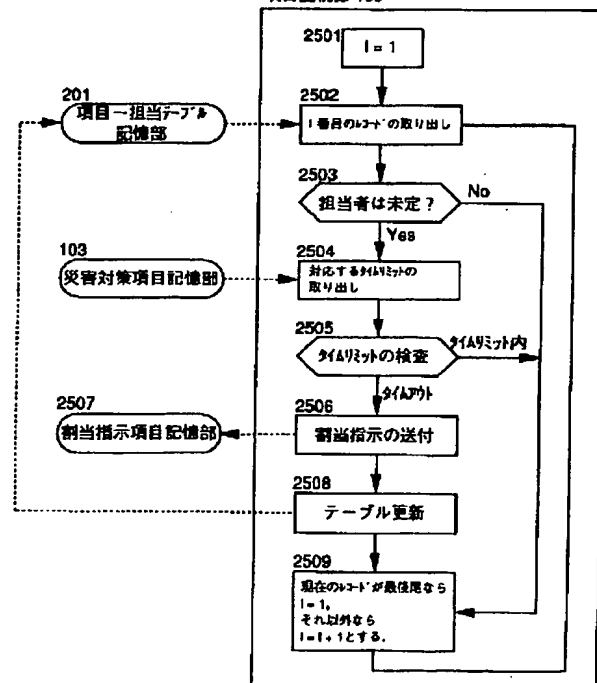 2501
I = 1
201
項目－担当テーブル
記憶部
2502
I 番目のレコードの取り出し
2503
担当者は未定？
No
Yes
103
災害対策項目記憶部
2504
対応するタイムリミットの
取り出し
2505
タイムリミットの検査
タイムリミット内
タイムアウト
2507
割当指示項目記憶部
2506
割当指示の送付
2508
テーブル更新
2509
現在のレコードが最後尾なら
I = 1,
それ以外なら
I = I + 1とする.